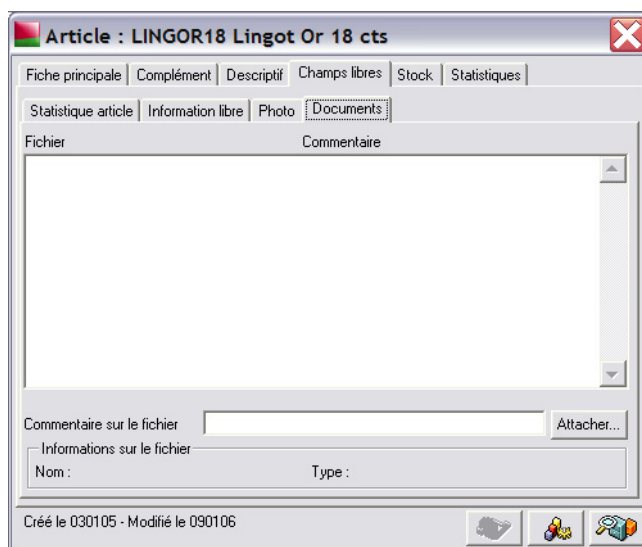 Article : LINGOR18 Lingot Or 18 cts
Fiche principale Complément Descriptif Champs libres Stock Statistiques
Statistique article Information libre Photo Documents
Fichier Commentaire
Commentaire sur le fichier Attacher...
Informations sur le fichier
Nom : Type :
Créé le 030105 - Modifié le 090106